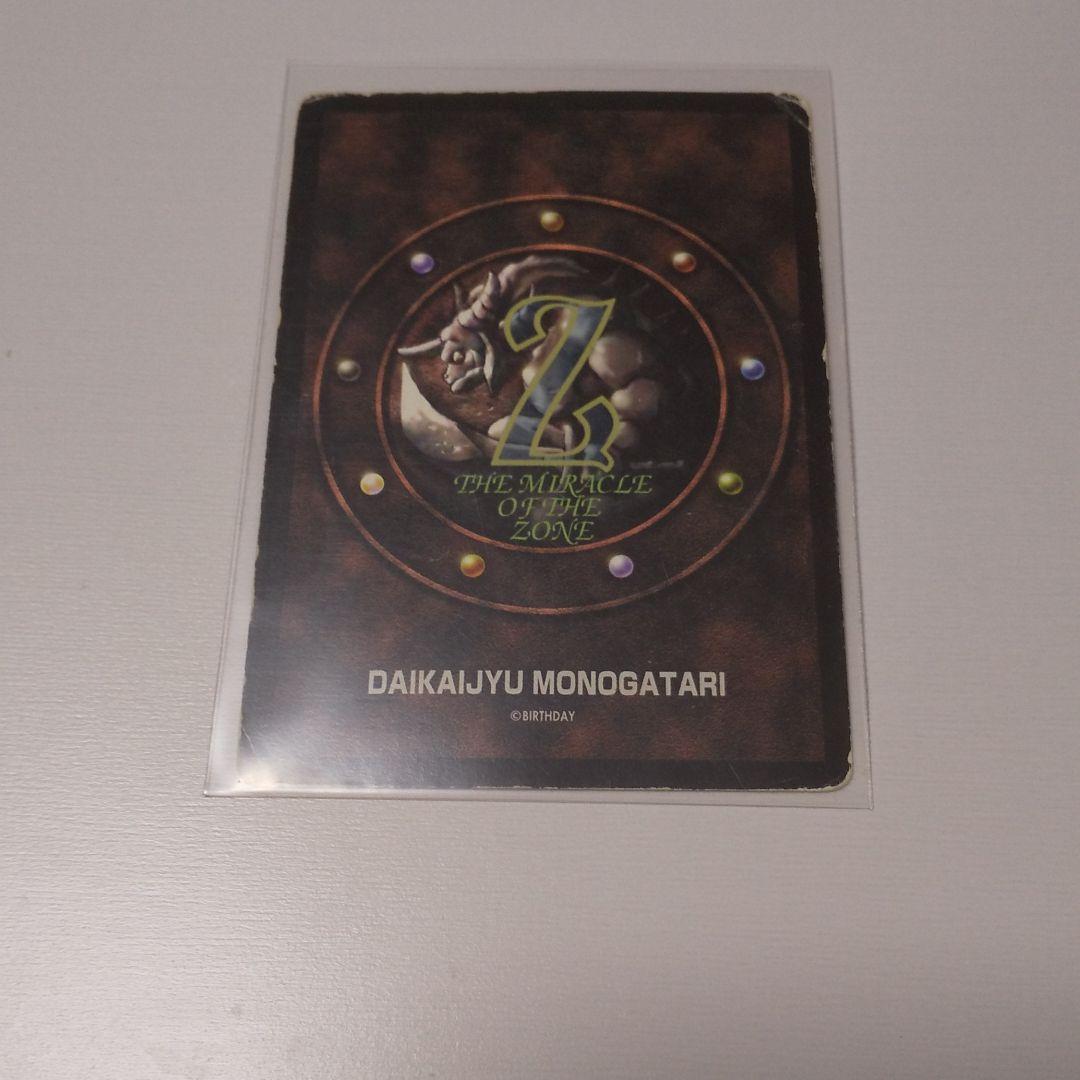 Z
THE MIRACLE
OF THE
ZONE
DAIKAIJYU MONOGATARI
©BIRTHDAY